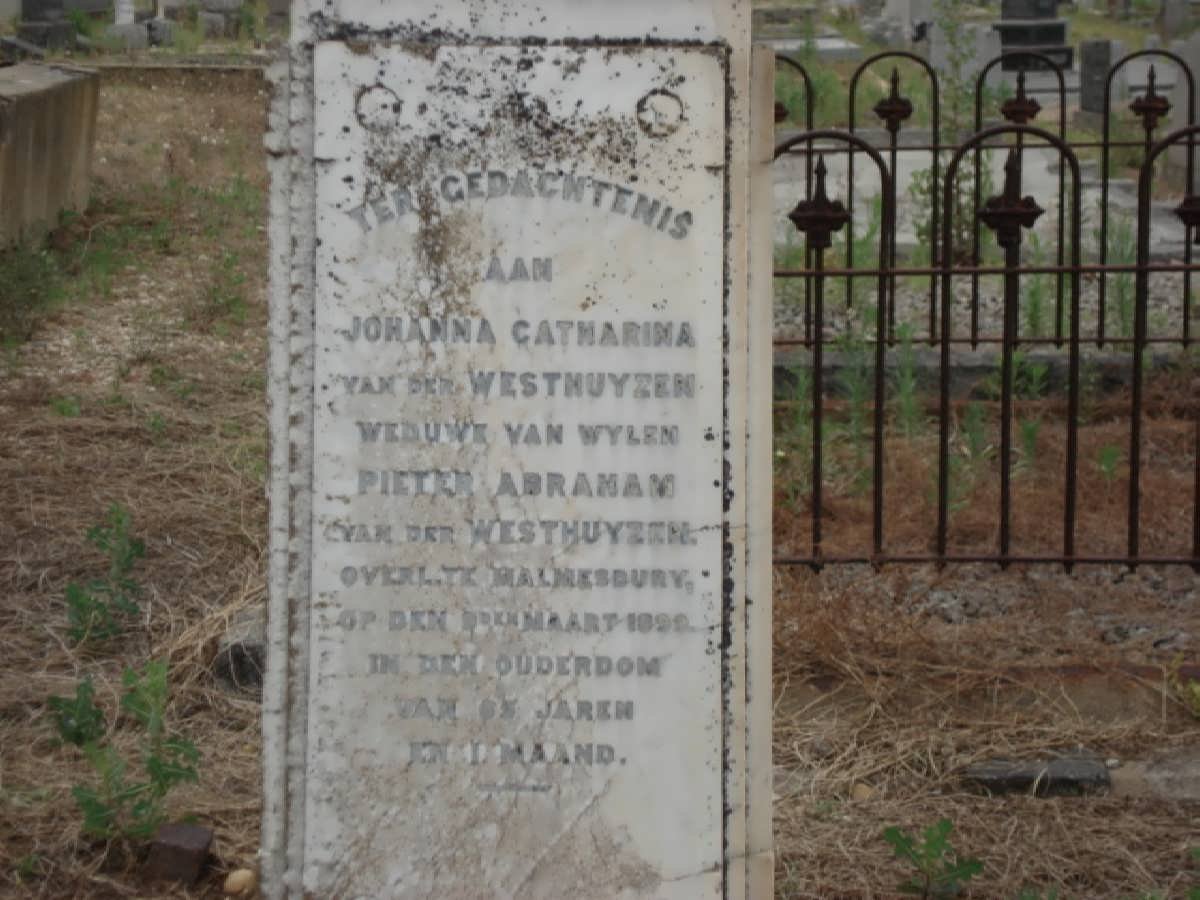 TER GEDACHTENIS
AAN
JOHANNA CATHARINA
VAN DER WESTHUYZEN
WEDUWE VAN WYLEN
PIETER ABRAHAM
VAN DER WESTHUYZEN.
OVERL. TE MALMESBURY,
OP DEN MAART
IN DEN OUDERDOM
VAN JAREN
EN 1 MAAND.